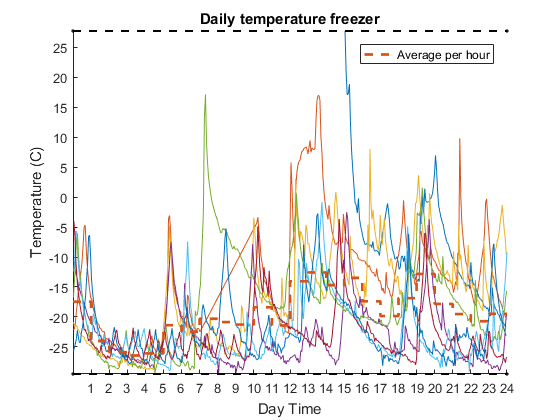 Daily temperature freezer
Average per hour
Temperature (C)
25
20
15
10
5
0
-5
-10
-15
-20
-25
1 2 3 4 5 6 7 8 9 10 11 12 13 14 15 16 17 18 19 20 21 22 23 24
Day Time